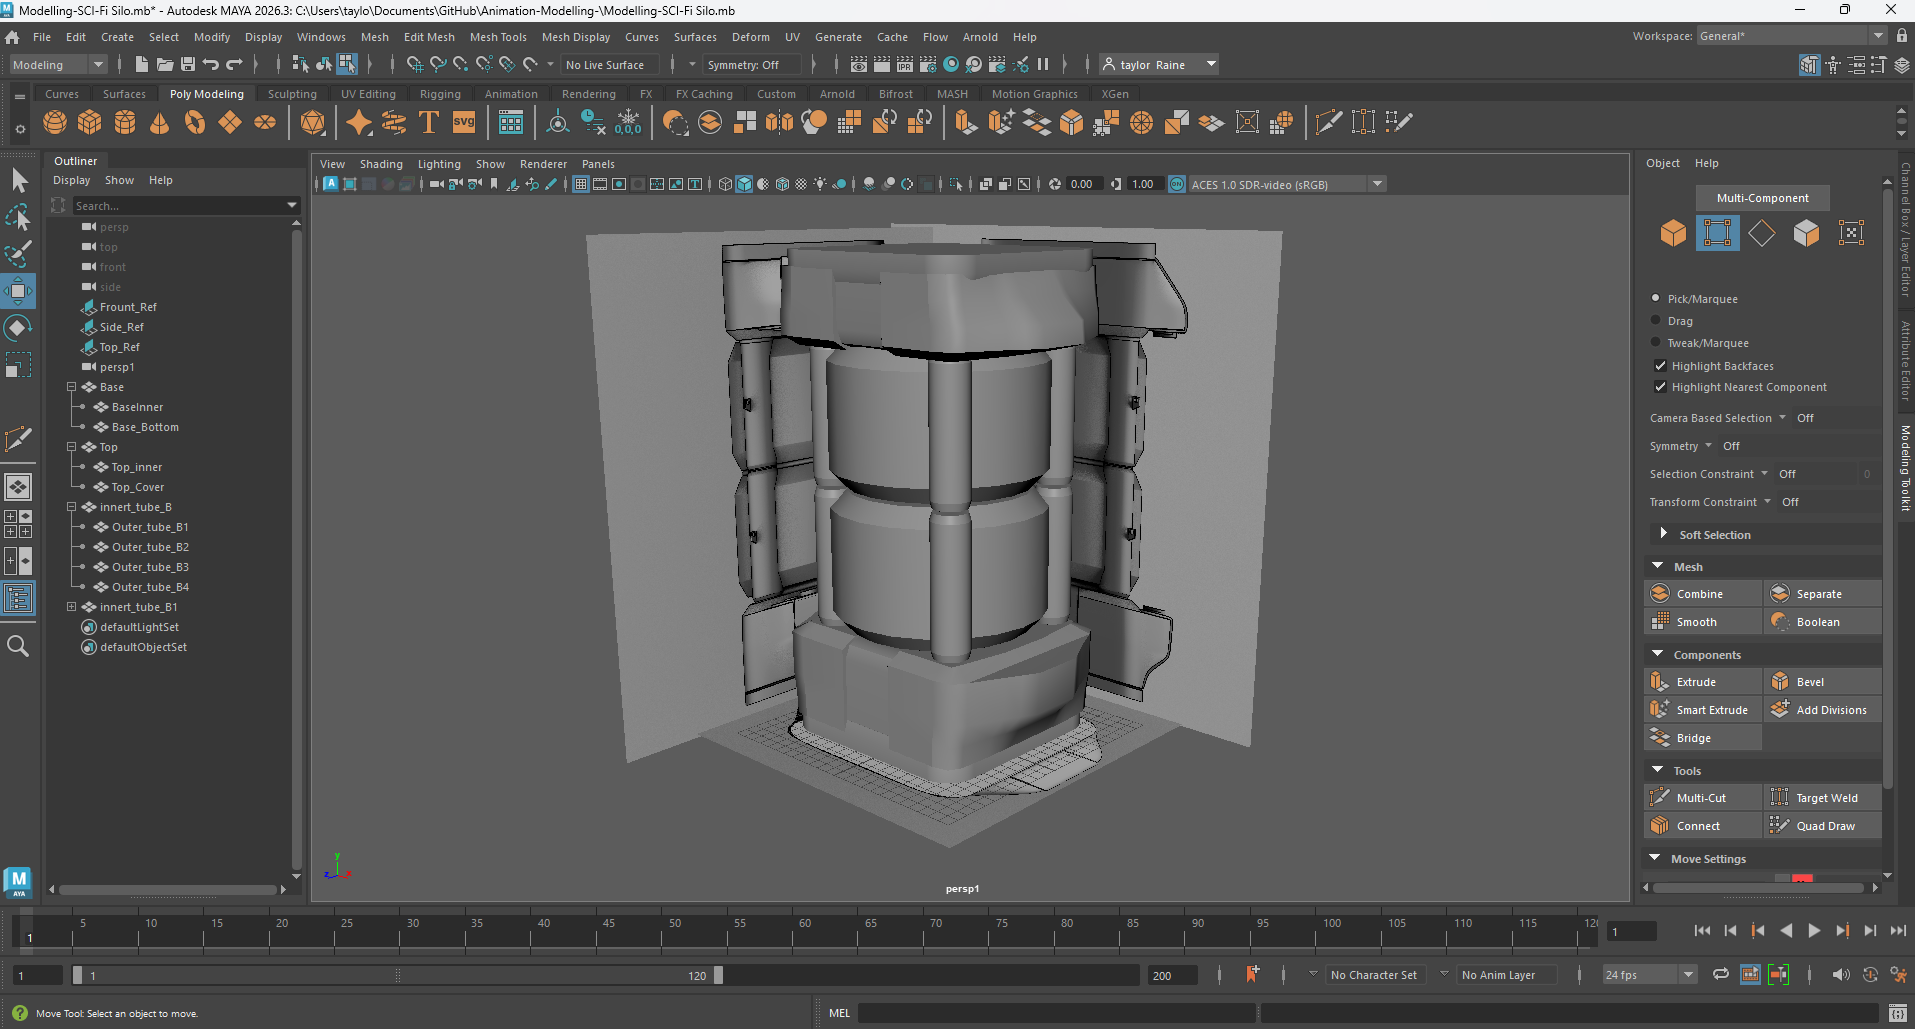 Modelling-SCI-Fi Silo.mb* - Autodesk MAYA 2026.3: C:\Users\taylo\Documents\GitHub\Animation-Modelling-\Modelling-SCI-Fi Silo.mb
File Edit Create Select Modify Display Windows Mesh Edit Mesh Mesh Tools Mesh Display Curves Surfaces Deform UV Generate Cache Flow Arnold Help Workspace: General*
Modeling No Live Surface Symmetry: Off taylor Raine
Curves Surfaces Poly Modeling Sculpting UV Editing Rigging Animation Rendering FX FX Caching Custom Arnold Bifrost MASH Motion Graphics XGen
Outliner
Display Show Help
Search...
persp
top
front
side
Frount_Ref
Side_Ref
Top_Ref
persp1
Base
BaseInner
Base_Bottom
Top
Top_inner
Top_Cover
innert_tube_B
Outer_tube_B1
Outer_tube_B2
Outer_tube_B3
Outer_tube_B4
innert_tube_B1
defaultLightSet
defaultObjectSet
View Shading Lighting Show Renderer Panels
0.00 1.00 ACES 1.0 SDR-video (sRGB)
y
z x
persp1
Object Help
Multi-Component
Pick/Marquee
Drag
Tweak/Marquee
Highlight Backfaces
Highlight Nearest Component
Camera Based Selection Off
Symmetry Off
Selection Constraint Off 0
Transform Constraint Off
Soft Selection
Mesh
Combine Separate
Smooth Boolean
Components
Extrude Bevel
Smart Extrude Add Divisions
Bridge
Tools
Multi-Cut Target Weld
Connect Quad Draw
Move Settings
Channel Box / Layer Editor
Attribute Editor
Modeling Toolkit
5 10 15 20 25 30 35 40 45 50 55 60 65 70 75 80 85 90 95 100 105 110 115
1 1
1 1 120 200 No Character Set No Anim Layer 24 fps
Move Tool: Select an object to move. MEL